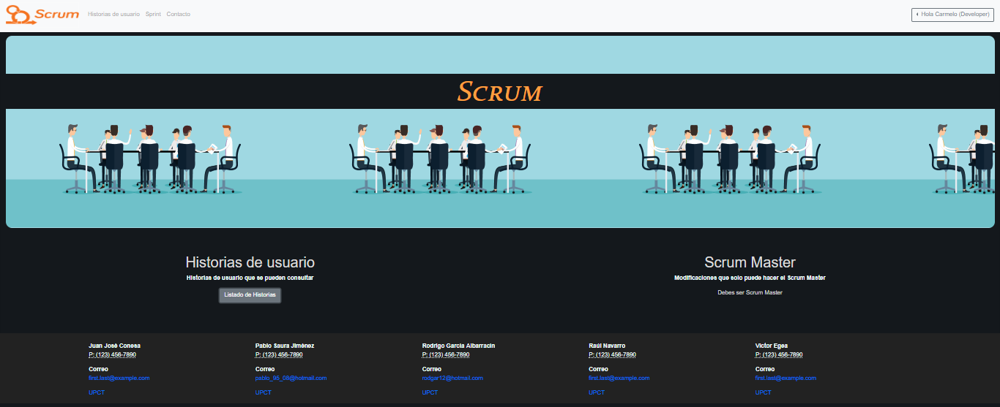 Scrum
Historias de usuario Sprint Contacto
Hola Carmelo (Developer)
SCRUM
Historias de usuario
Historias de usuario que se pueden consultar
Listado de Historias
Scrum Master
Modificaciones que solo puede hacer el Scrum Master
Debes ser Scrum Master
Juan José Conesa
P: (123) 456-7890
Correo
first.last@example.com
UPCT
Pablo Saura Jiménez
P: (123) 456-7890
Correo
pablo_95_08@hotmail.com
UPCT
Rodrigo García Albarracín
P: (123) 456-7890
Correo
rodgar12@hotmail.com
UPCT
Raúl Navarro
P: (123) 456-7890
Correo
first.last@example.com
UPCT
Victor Egea
P: (123) 456-7890
Correo
first.last@example.com
UPCT